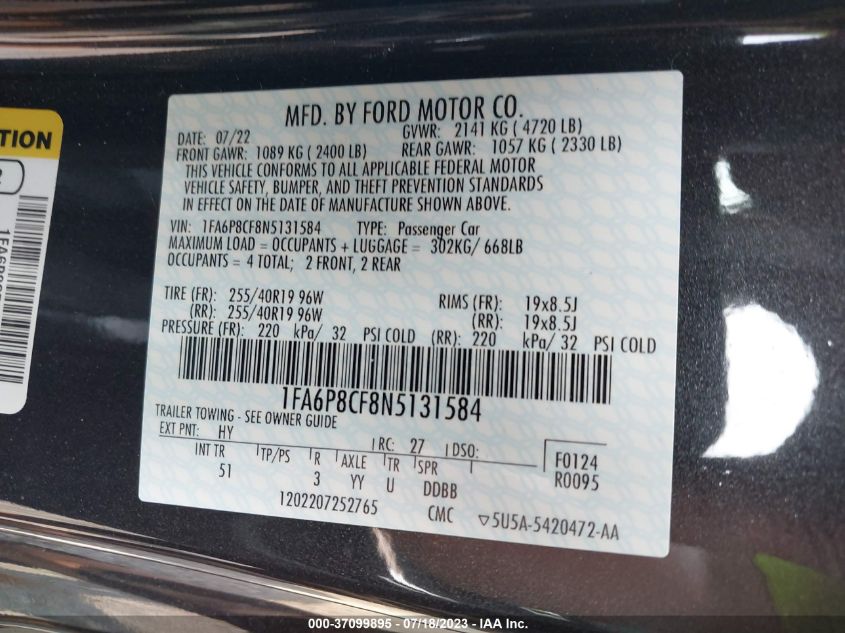 TION
1FA6P8CF
MFD. BY FORD MOTOR CO.
DATE: 07/22 GVWR: 2141 KG ( 4720 LB)
FRONT GAWR: 1089 KG ( 2400 LB) REAR GAWR: 1057 KG ( 2330 LB)
THIS VEHICLE CONFORMS TO ALL APPLICABLE FEDERAL MOTOR
VEHICLE SAFETY, BUMPER, AND THEFT PREVENTION STANDARDS
IN EFFECT ON THE DATE OF MANUFACTURE SHOWN ABOVE.
VIN: 1FA6P8CF8N5131584 TYPE: Passenger Car
MAXIMUM LOAD = OCCUPANTS + LUGGAGE = 302KG/ 668LB
OCCUPANTS = 4 TOTAL; 2 FRONT, 2 REAR
TIRE (FR): 255/40R19 96W RIMS (FR): 19x8.5J
(RR): 255/40R19 96W (RR): 19x8.5J
PRESSURE (FR): 220 kPa/ 32 PSI COLD (RR): 220 kPa/ 32 PSI COLD
1FA6P8CF8N5131584
TRAILER TOWING - SEE OWNER GUIDE
EXT PNT: HY RC: 27 DSO: F0124
INT TR TP/PS R AXLE TR SPR R0095
51 3 YY U DDBB
1202207252765 CMC ▽5U5A-5420472-AA
000-37099895 - 07/18/2023 - IAA Inc.